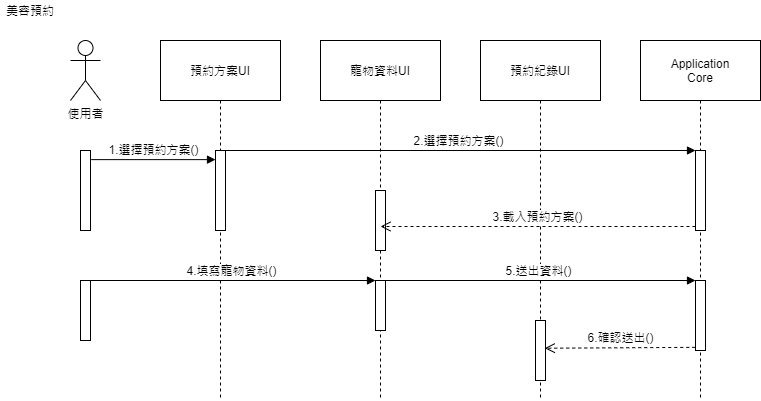 美容預約
預約方案UI
寵物資料UI
預約紀錄UI
Application
Core
使用者
1.選擇預約方案()
2.選擇預約方案()
3.載入預約方案()
4.填寫寵物資料()
5.送出資料()
6.確認送出()